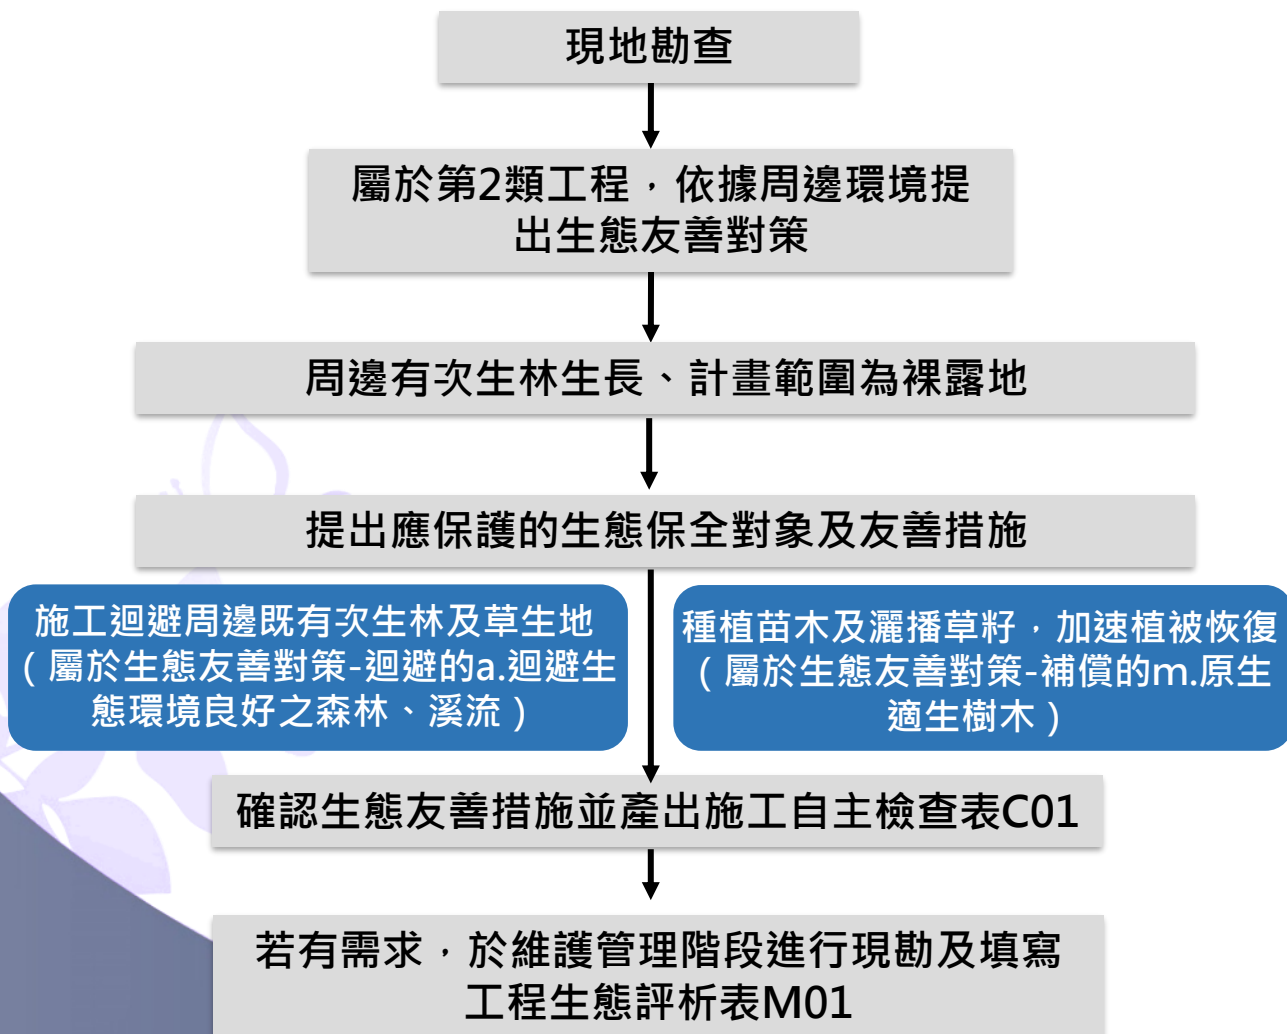 現地勘查
屬於第2類工程，依據周邊環境提
出生態友善對策
周邊有次生林生長、計畫範圍為裸露地
提出應保護的生態保全對象及友善措施
施工迴避周邊既有次生林及草生地
（屬於生態友善對策-迴避的a.迴避生
態環境良好之森林、溪流）
種植苗木及灑播草籽，加速植被恢復
（屬於生態友善對策-補償的m.原生
適生樹木）
確認生態友善措施並產出施工自主檢查表C01
若有需求，於維護管理階段進行現勘及填寫
工程生態評析表M01